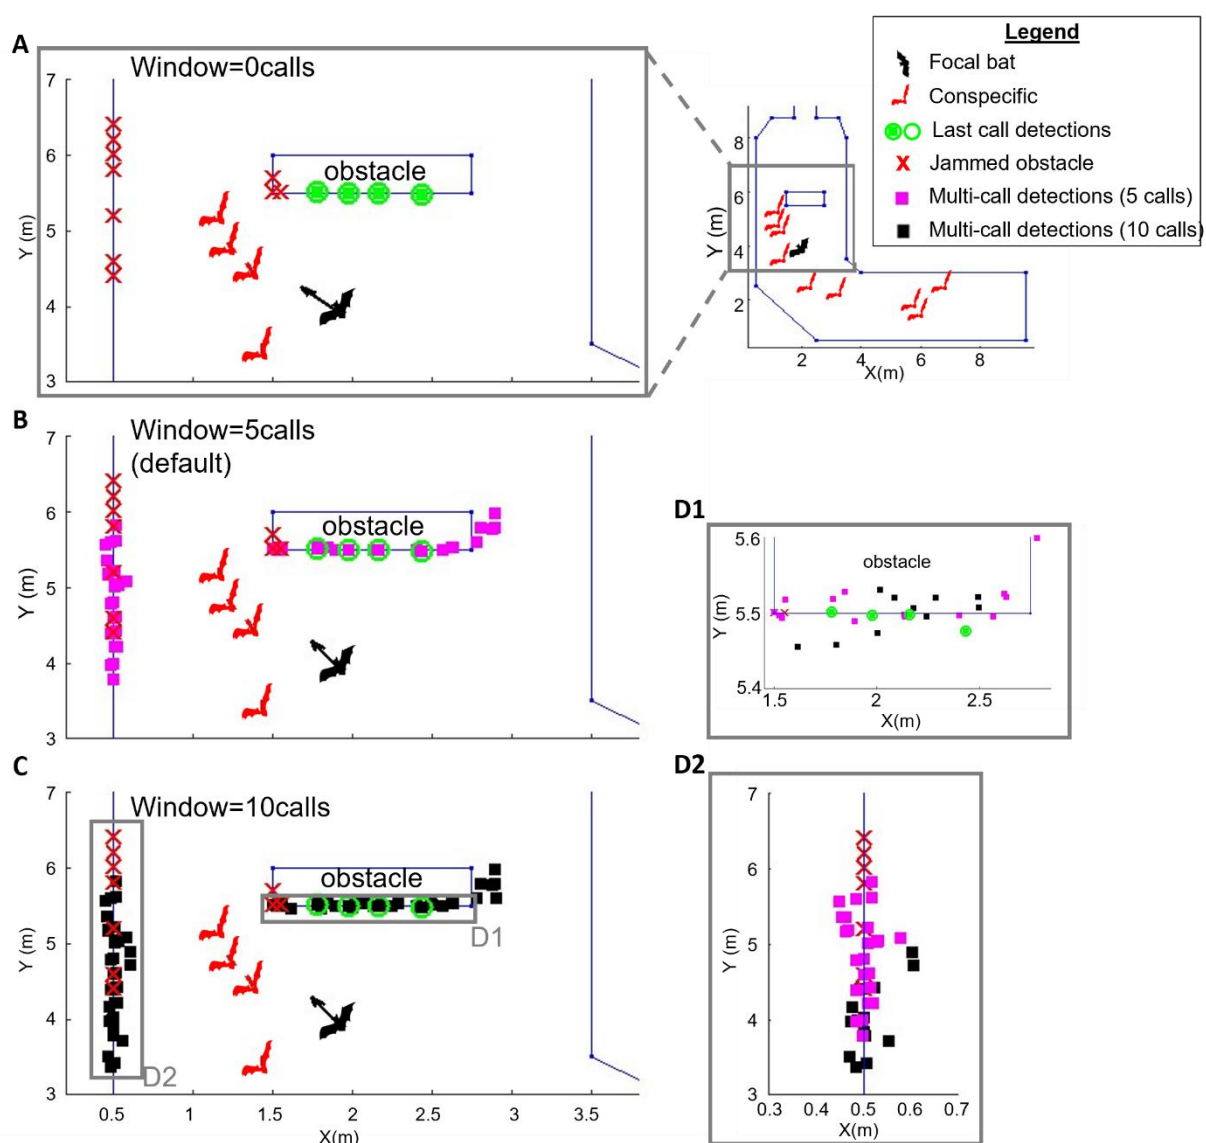 A
Window=0calls
7
6
5
4
3
Y (m)
obstacle
8
6
4
2
Y (m)
2
4
6
8
X(m)
Legend
Focal bat
Conspecific
Last call detections
Jammed obstacle
Multi-call detections (5 calls)
Multi-call detections (10 calls)
B
Window=5calls
(default)
7
6
5
4
3
Y (m)
obstacle
D1
5.6
5.5
5.4
Y (m)
obstacle
1.5
2
2.5
X(m)
C
Window=10calls
7
6
5
4
3
Y (m)
obstacle
D1
D2
0.5
1
1.5
2
2.5
3
3.5
X(m)
D2
7
6
5
4
3
Y (m)
0.3
0.5
0.6
0.7
X(m)